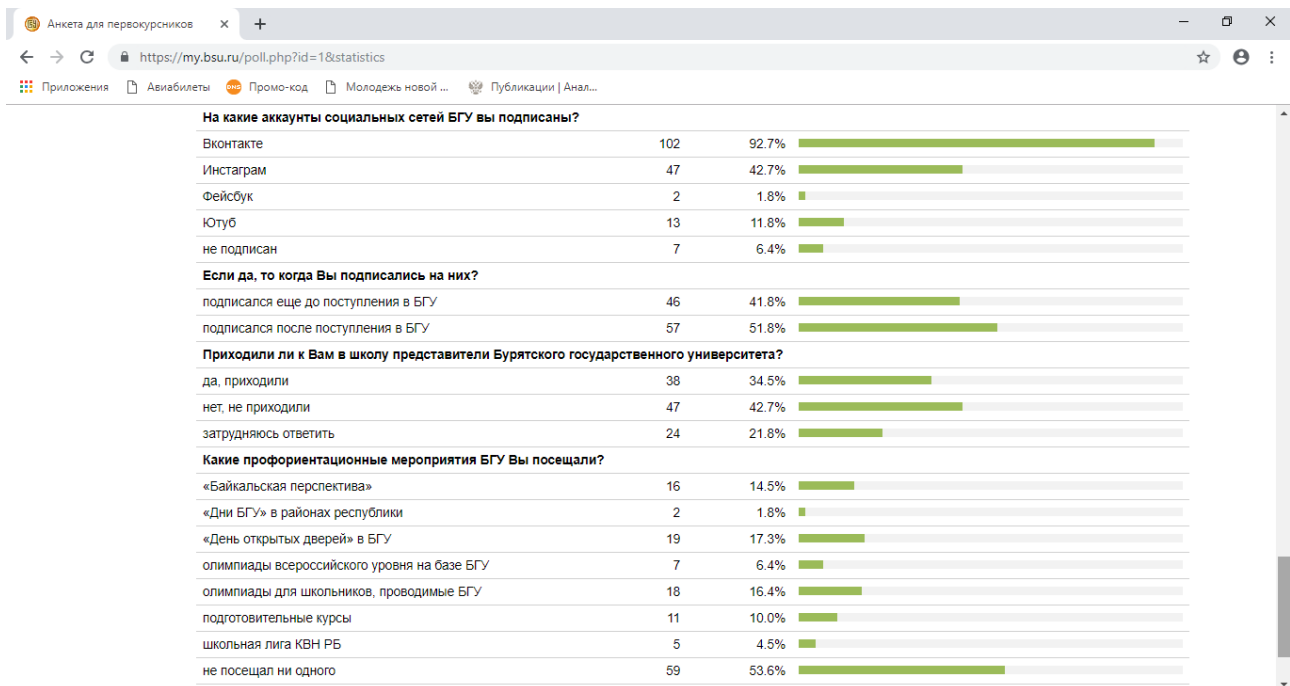 Анкета для первокурсников
https://my.bsu.ru/poll.php?id=1&statistics
Приложения Авиабилеты DNS Промо-код Молодежь новой ... Публикации | Анал...
На какие аккаунты социальных сетей БГУ вы подписаны?
Вконтакте 102 92.7%
Инстаграм 47 42.7%
Фейсбук 2 1.8%
Ютуб 13 11.8%
не подписан 7 6.4%
Если да, то когда Вы подписались на них?
подписался еще до поступления в БГУ 46 41.8%
подписался после поступления в БГУ 57 51.8%
Приходили ли к Вам в школу представители Бурятского государственного университета?
да, приходили 38 34.5%
нет, не приходили 47 42.7%
затрудняюсь ответить 24 21.8%
Какие профориентационные мероприятия БГУ Вы посещали?
«Байкальская перспектива» 16 14.5%
«Дни БГУ» в районах республики 2 1.8%
«День открытых дверей» в БГУ 19 17.3%
олимпиады всероссийского уровня на базе БГУ 7 6.4%
олимпиады для школьников, проводимые БГУ 18 16.4%
подготовительные курсы 11 10.0%
школьная лига КВН РБ 5 4.5%
не посещал ни одного 59 53.6%